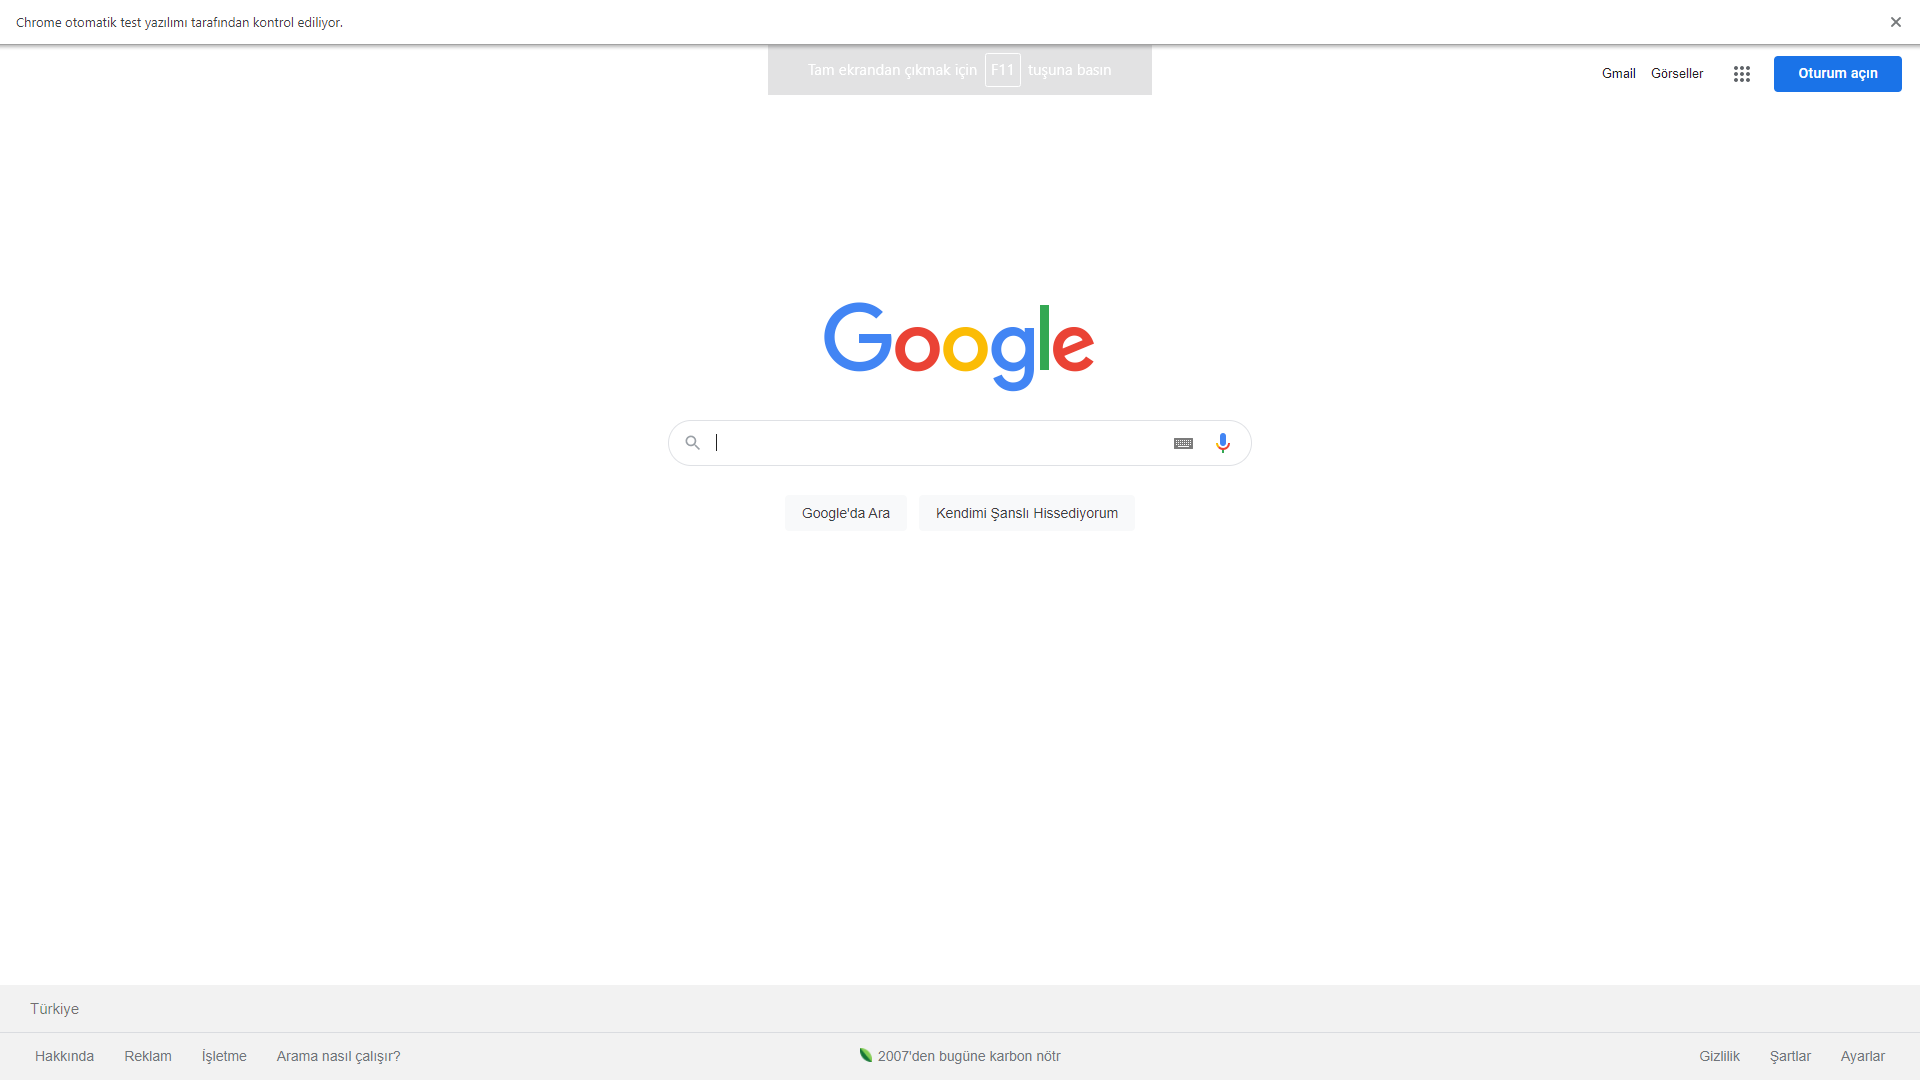 Chrome otomatik test yazılımı tarafından kontrol ediliyor.
Tam ekrandan çıkmak için F11 tuşuna basın
Gmail Görseller Oturum açın
Google
Google'da Ara Kendimi Şanslı Hissediyorum
Türkiye
Hakkında Reklam İşletme Arama nasıl çalışır? 2007'den bugüne karbon nötr Gizlilik Şartlar Ayarlar